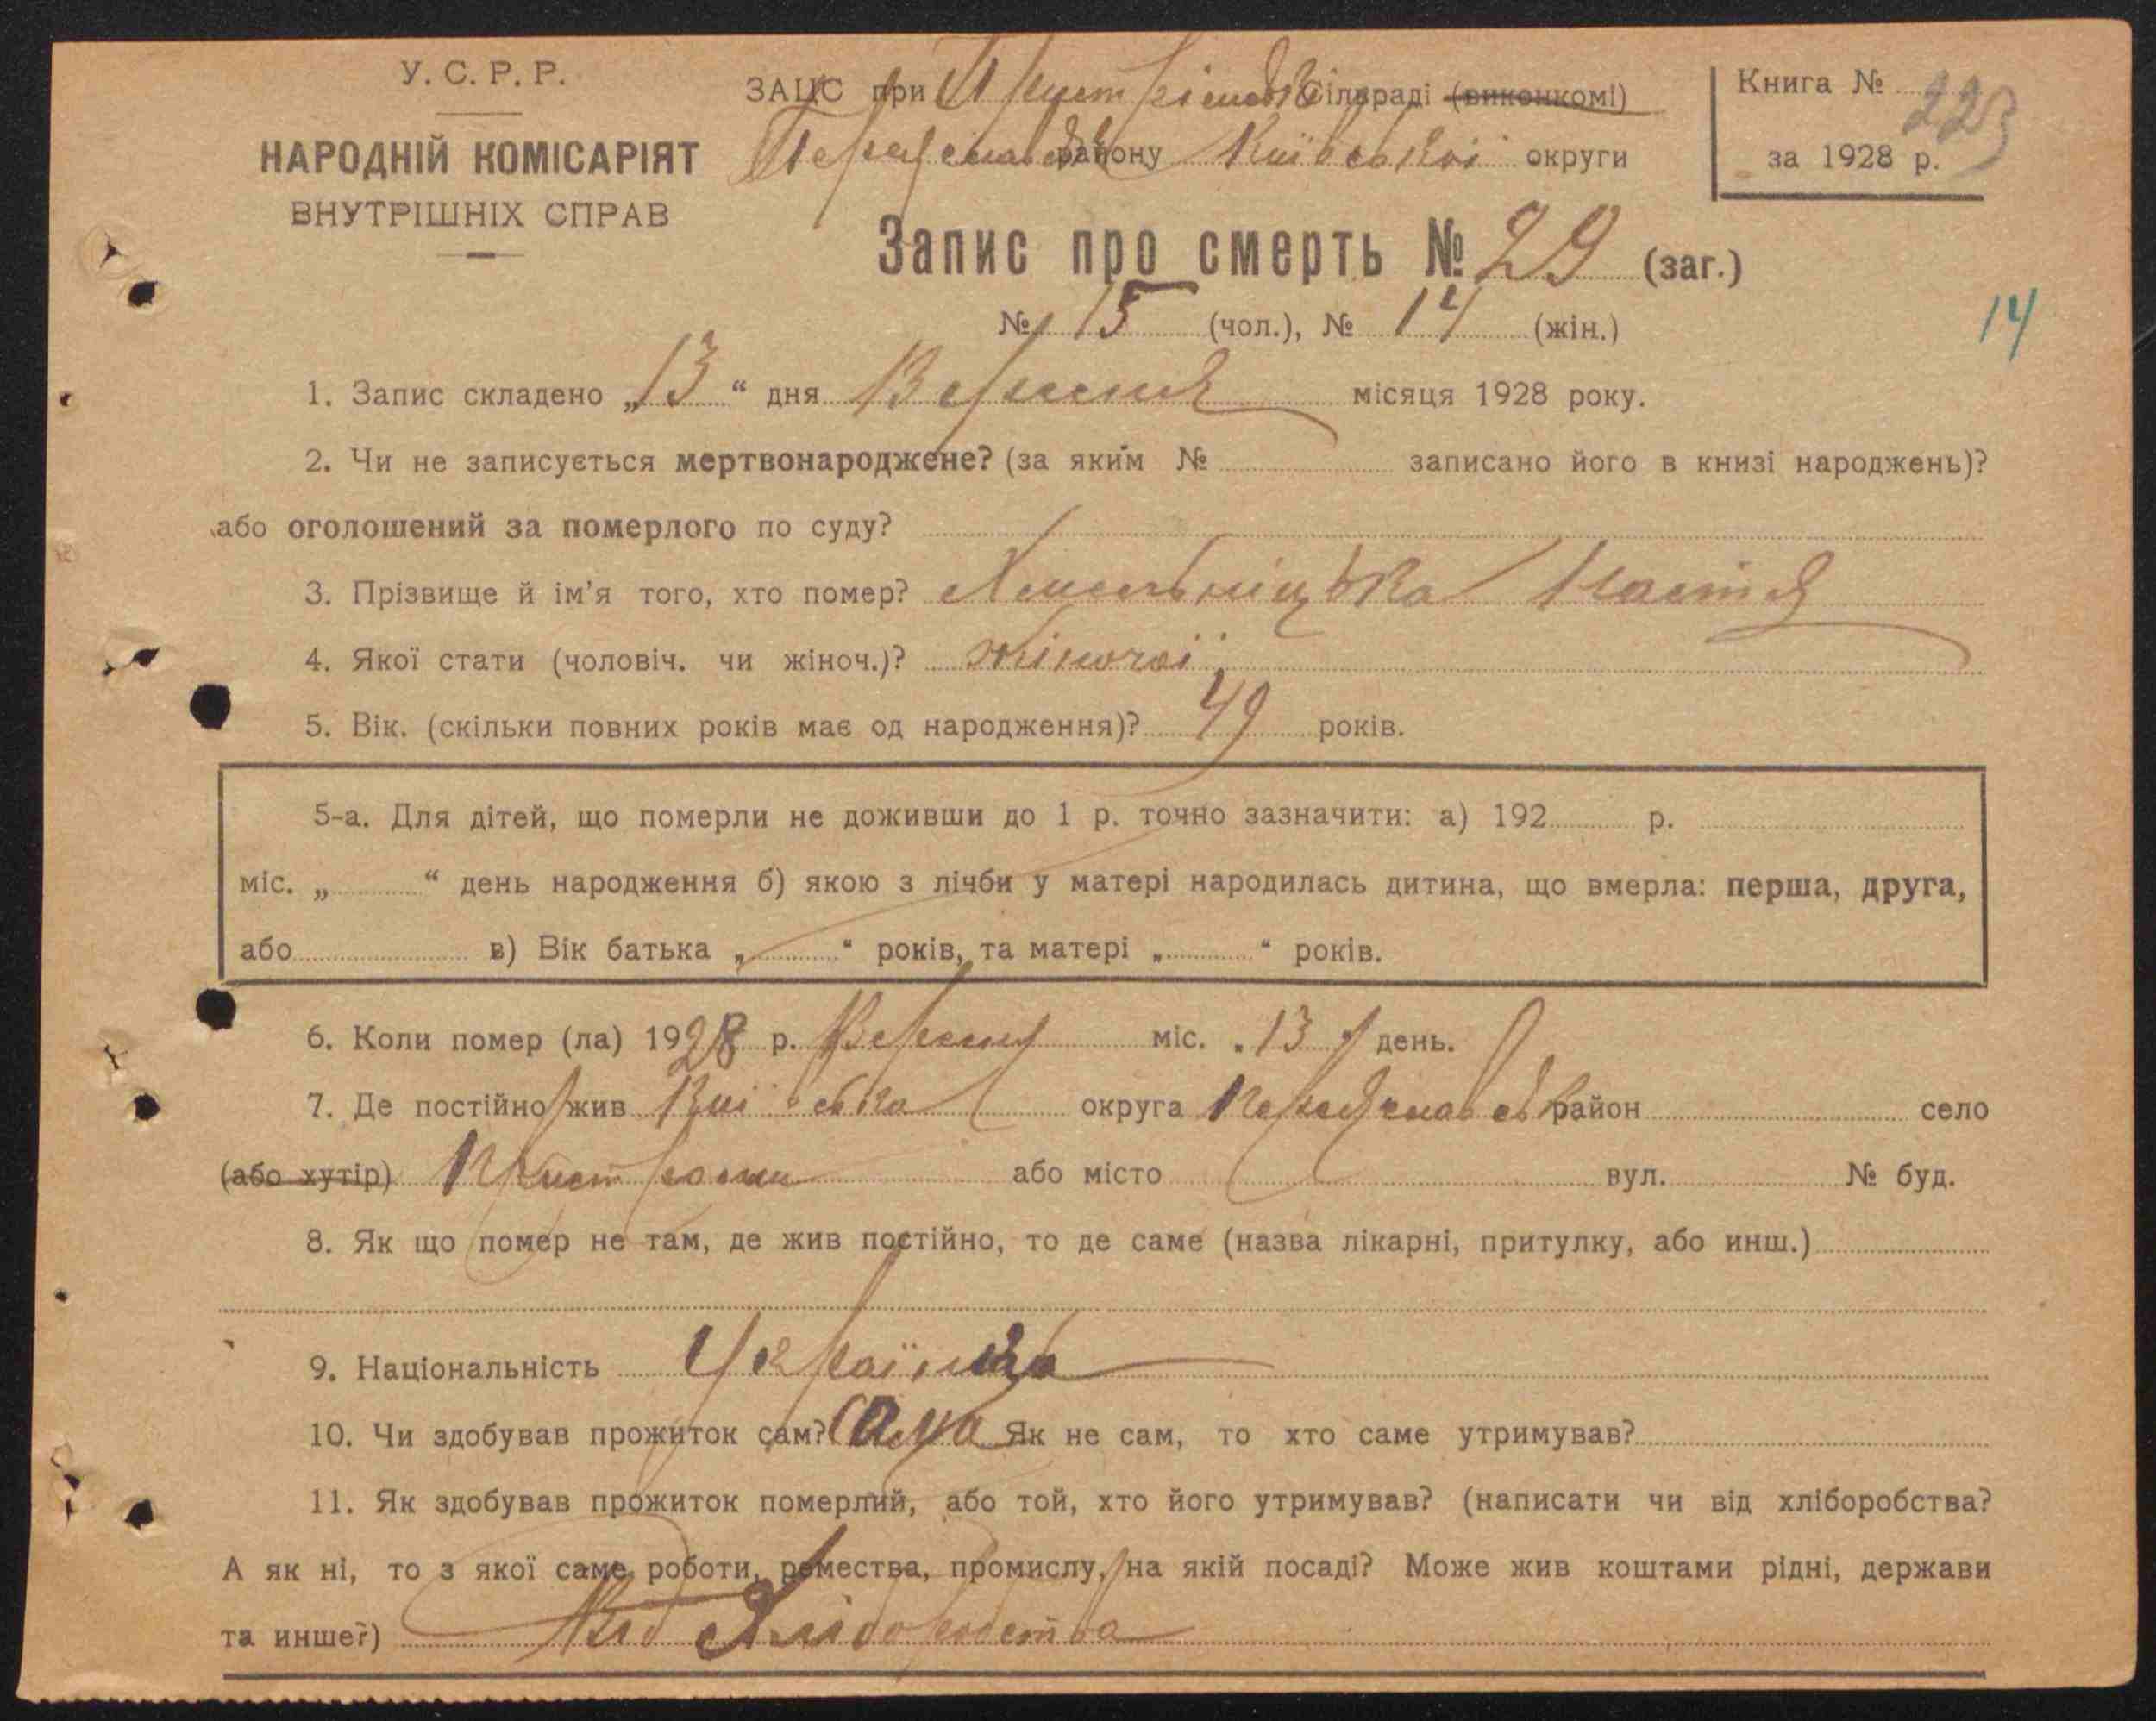 У.С.Р.Р.
НАРОДНІЙ КОМІСАРІЯТ
ВНУТРІШНІХ СПРАВ
ЗАЦС при Пристрімській сільраді (виконкомі)
Переяславськ району Київської округи
Книга № 223
за 1928 р.
Запис про смерть № 29 (заг.)
№ 15 (чол.), № 14 (жін.)
14
1. Запис складено „13“ дня Вересня місяця 1928 року.
2. Чи не записується мертвонароджене? (за яким № записано його в книзі народжень)?
або оголошений за померлого по суду?
3. Прізвище й ім'я того, хто помер? Хмельніцька Настя
4. Якої стати (чоловіч. чи жіноч.)? жіночої
5. Вік. (скільки повних років має од народження)? 49 років.
5-а. Для дітей, що померли не доживши до 1 р. точно зазначити: а) 192 р.
міс. „ “ день народження б) якою з лічби у матері народилась дитина, що вмерла: перша, друга,
або в) Вік батька „ “ років, та матері „ “ років.
6. Коли помер (ла) 1928 р. Вересня міс. „13“ день.
7. Де постійно жив Київська округа Переяславськ район село
(або хутір) Пристроми або місто вул. № буд.
8. Як що помер не там, де жив постійно, то де саме (назва лікарні, притулку, або инш.)
9. Національність Українка
10. Чи здобував прожиток сам? Сама Як не сам, то хто саме утримував?
11. Як здобував прожиток померлий, або той, хто його утримував? (написати чи від хліборобства?
А як ні, то з якої саме роботи, ремества, промислу, на якій посаді? Може жив коштами рідні, держави
та инше?) Від Хліборобства